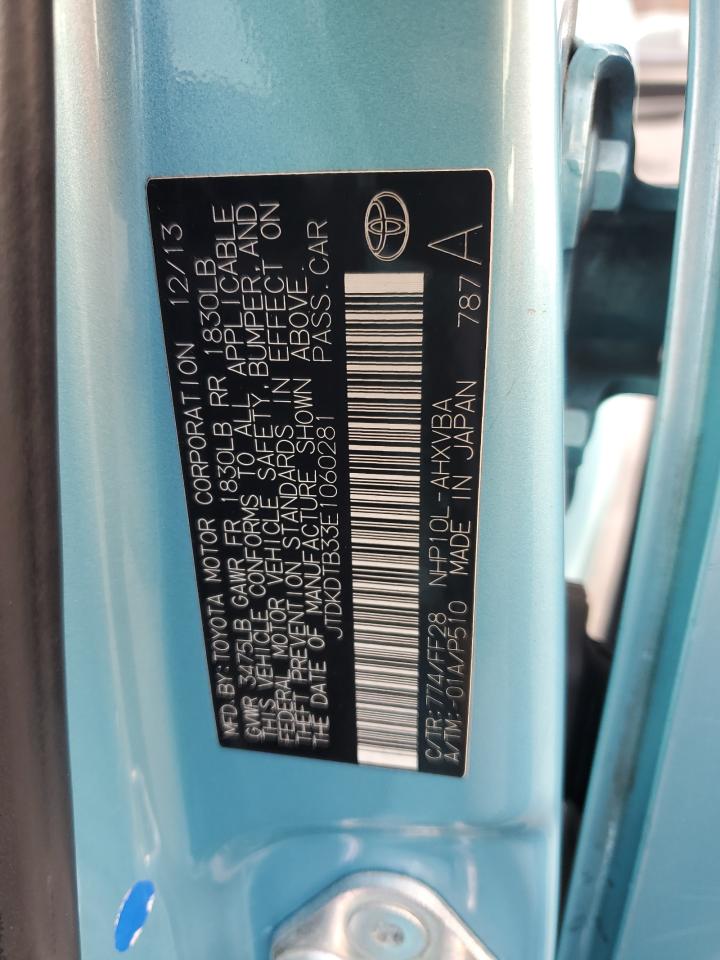 MFD.BY:TOYOTA MOTOR CORPORATION 12/13
GVWR 3475LB GAWR FR 1830LB RR 1830LB
THIS VEHICLE CONFORMS TO ALL APPLICABLE
FEDERAL MOTOR VEHICLE SAFETY,BUMPER,AND
THEFT PREVENTION STANDARDS IN EFFECT ON
THE DATE OF MANUFACTURE SHOWN ABOVE.
JTDKDTB33E1060281 PASS.CAR
C/TR:774/FF28 NHP10L-AHXVBA
A/TM:-01A/P510 MADE IN JAPAN 787 A